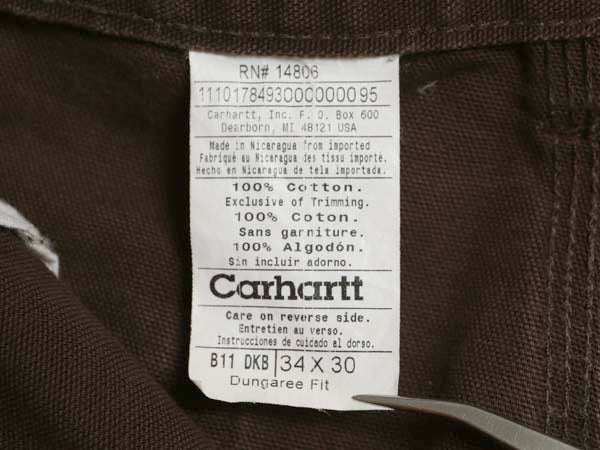 RN# 14806
1110178493000000095
Carhartt, Inc. P. O. Box 600
Dearborn, MI 48121 USA
Made in Nicaragua from imported
Fabriqué au Nicaragua des tissu importé.
Hecho en Nicaragua de tela importada.
100% Cotton.
Exclusive of Trimming.
100% Coton.
Sans garniture.
100% Algodón.
Sin incluir adorno.
Carhartt
Care on reverse side.
Entretien au verso.
Instrucciones de cuidado al dorso.
B11 DKB 34 X 30
Dungaree Fit